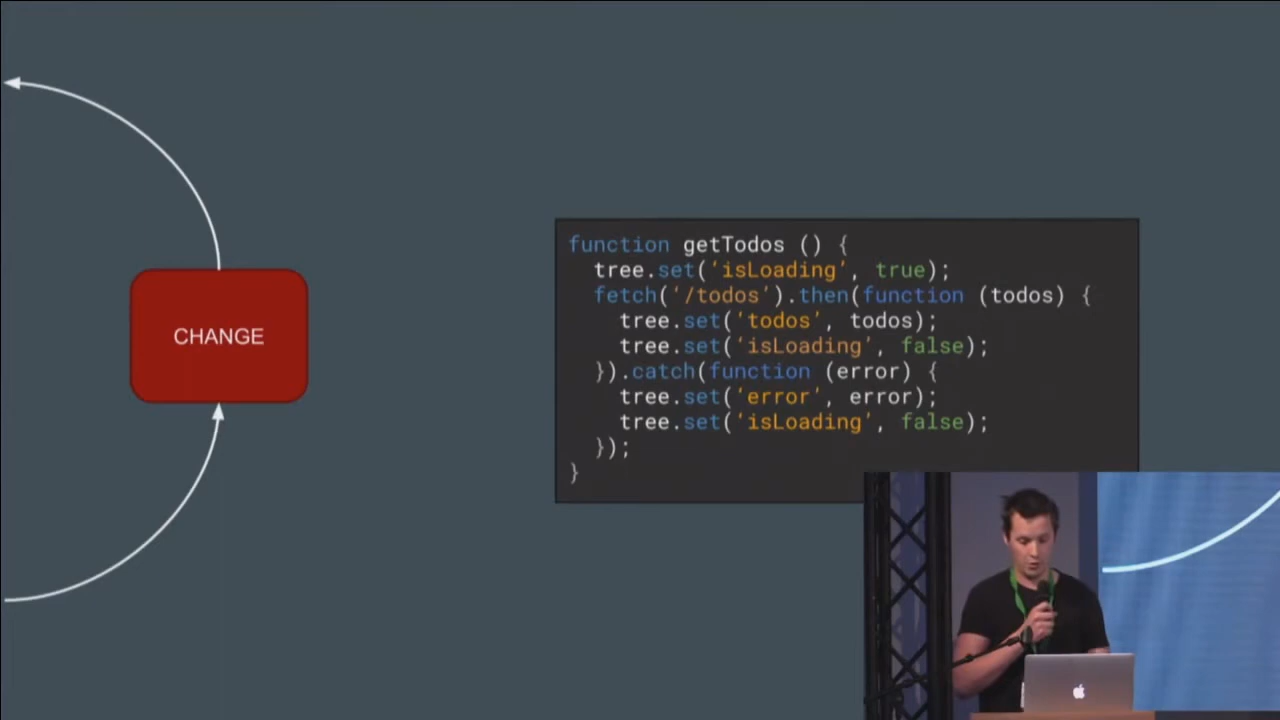 CHANGE
function getTodos () {
  tree.set(‘isLoading’, true);
  fetch(‘/todos’).then(function (todos) {
    tree.set(‘todos’, todos);
    tree.set(‘isLoading’, false);
  }).catch(function (error) {
    tree.set(‘error’, error);
    tree.set(‘isLoading’, false);
  });
}